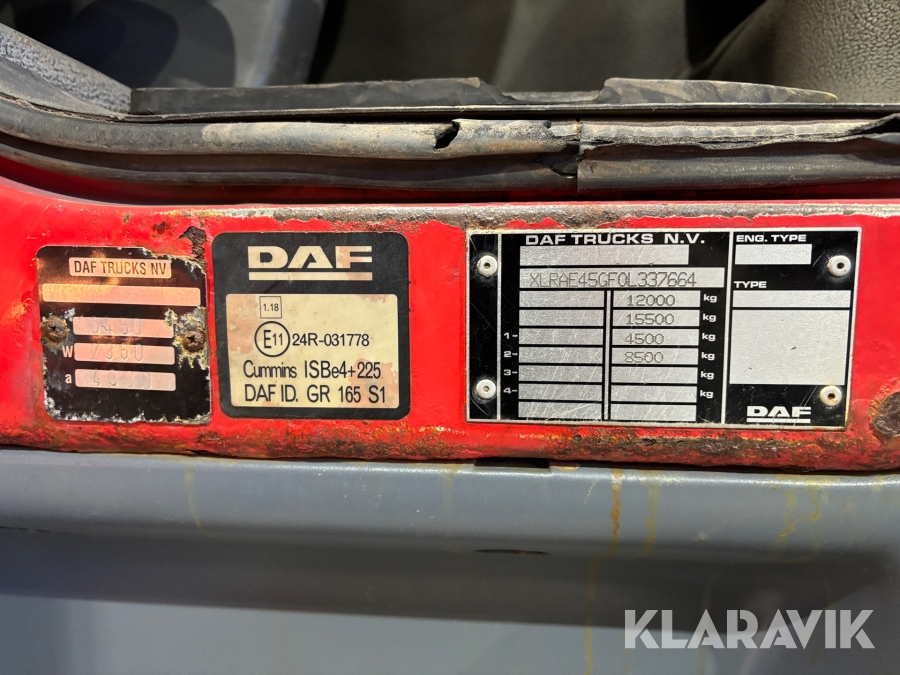 DAF TRUCKS NV
W
a
DAF
1.18
E11 24R-031778
Cummins ISBe4+225
DAF ID. GR 165 S1
DAF TRUCKS N.V.
XLRAE45GF0L337664
12000 kg
15500 kg
1- 4500 kg
2- 8500 kg
3- kg
4- kg
ENG. TYPE
TYPE
DAF
KLARAVIK